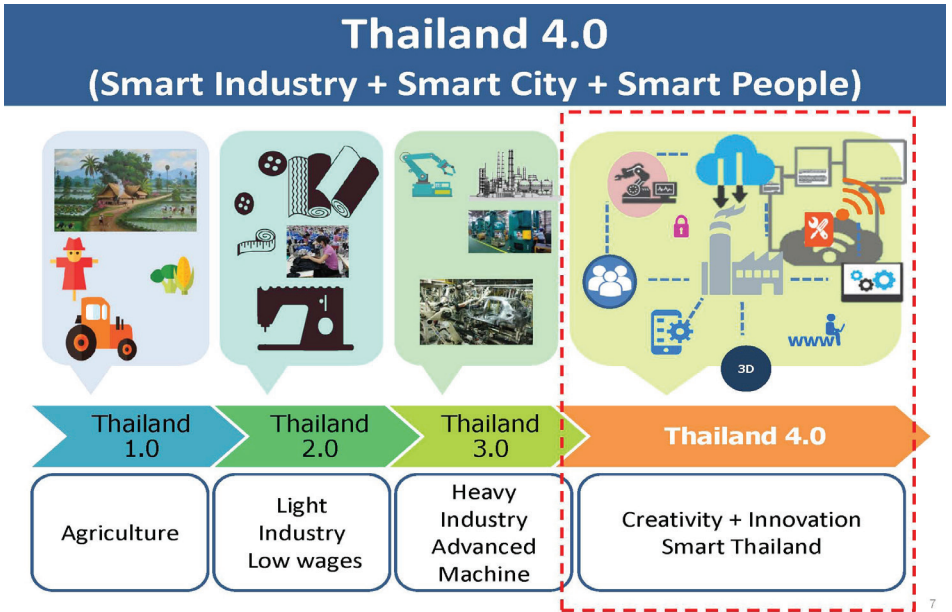 Thailand 4.0
(Smart Industry + Smart City + Smart People)
www
3D
Thailand
1.0
Thailand
2.0
Thailand
3.0
Thailand 4.0
Agriculture
Light
Industry
Low wages
Heavy
Industry
Advanced
Machine
Creativity + Innovation
Smart Thailand
7